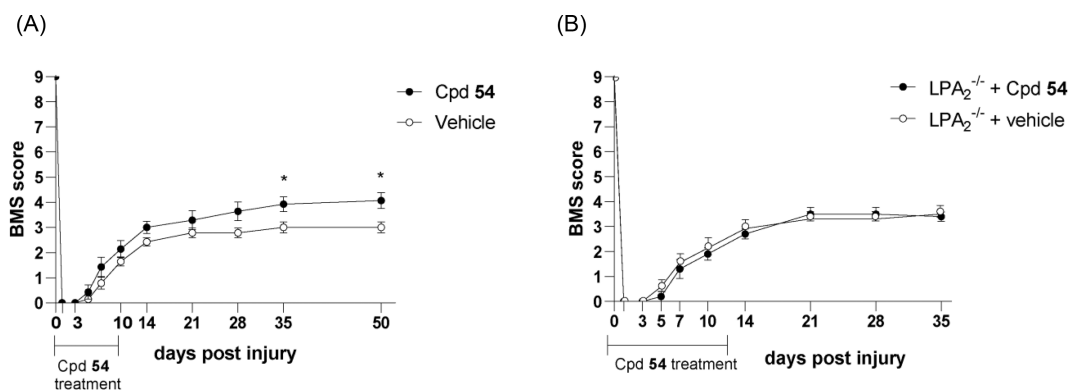 (A)
BMS score
9
8
7
6
5
4
3
2
1
0
Cpd 54
Vehicle
*
*
0 3 10 14 21 28 35 50
days post injury
Cpd 54
treatment
(B)
BMS score
9
8
7
6
5
4
3
2
1
0
LPA₂⁻/⁻ + Cpd 54
LPA₂⁻/⁻ + vehicle
0 3 5 7 10 14 21 28 35
days post injury
Cpd 54 treatment